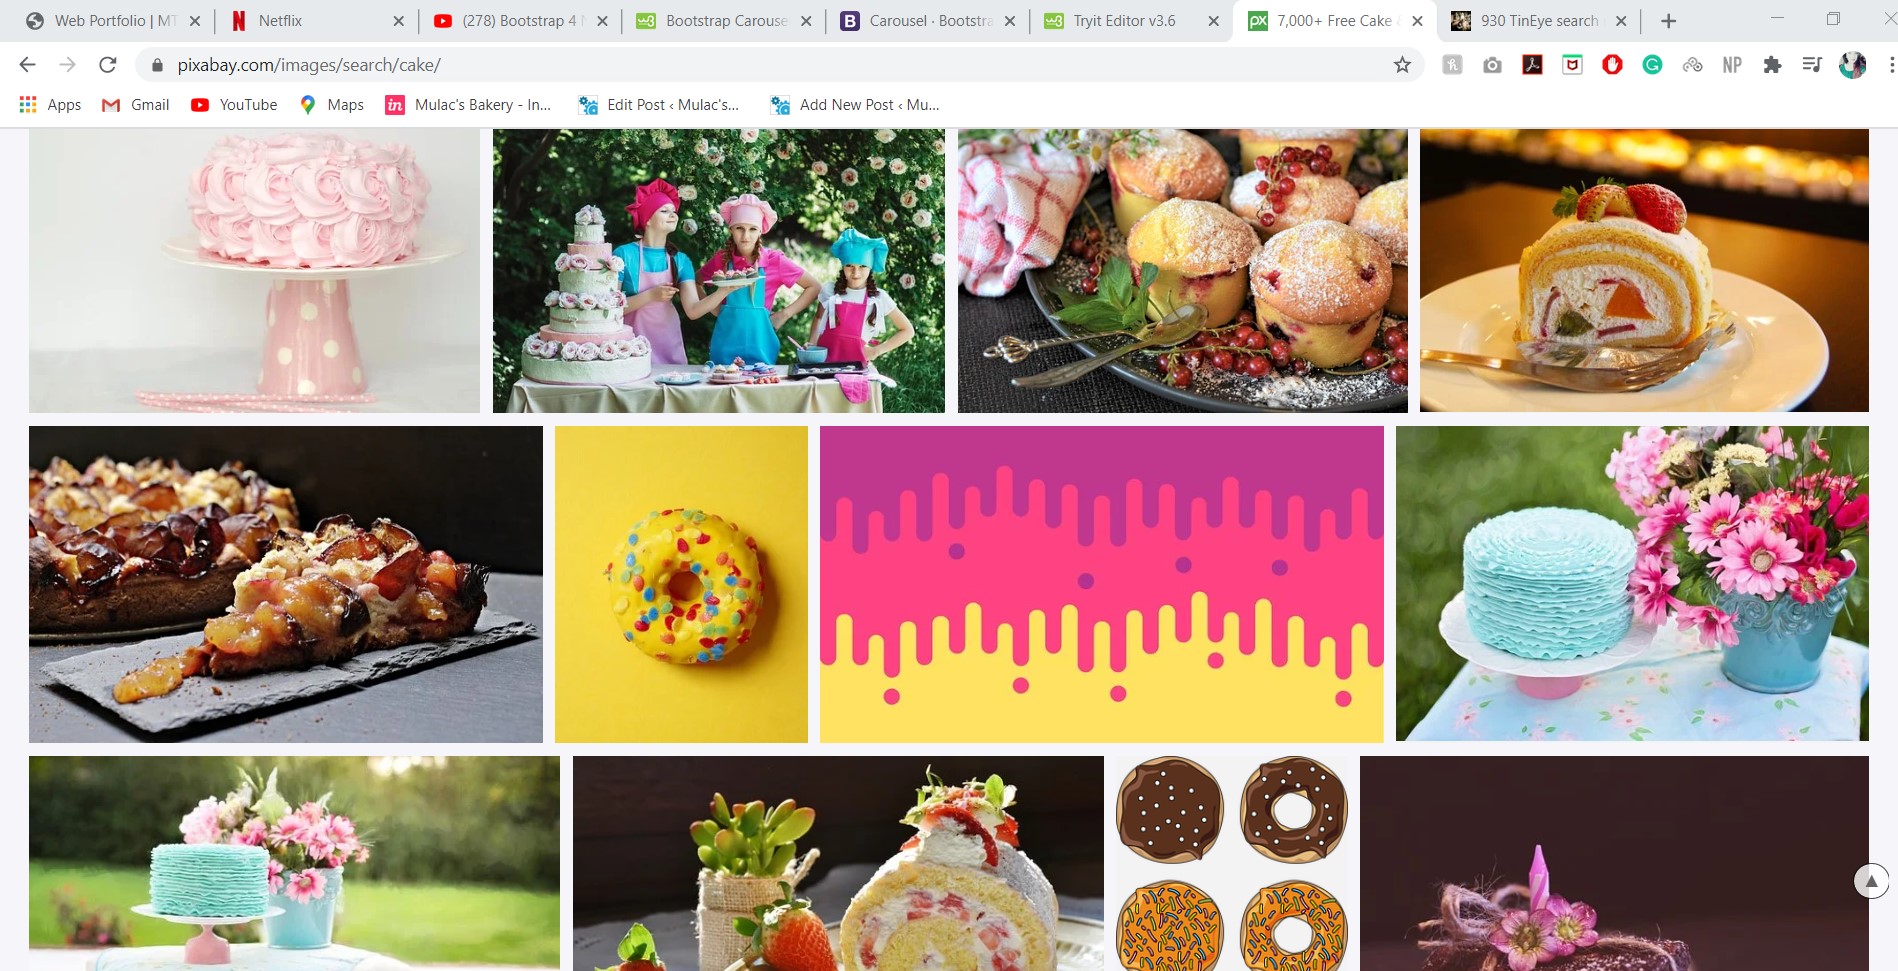 Web Portfolio | MT
Netflix
(278) Bootstrap 4
Bootstrap Carouse
Carousel · Bootstra
Tryit Editor v3.6
7,000+ Free Cake
930 TinEye search
pixabay.com/images/search/cake/
NP
Apps
Gmail
YouTube
Maps
in
Mulac's Bakery - In...
Edit Post ‹ Mulac's...
Add New Post ‹ Mu...